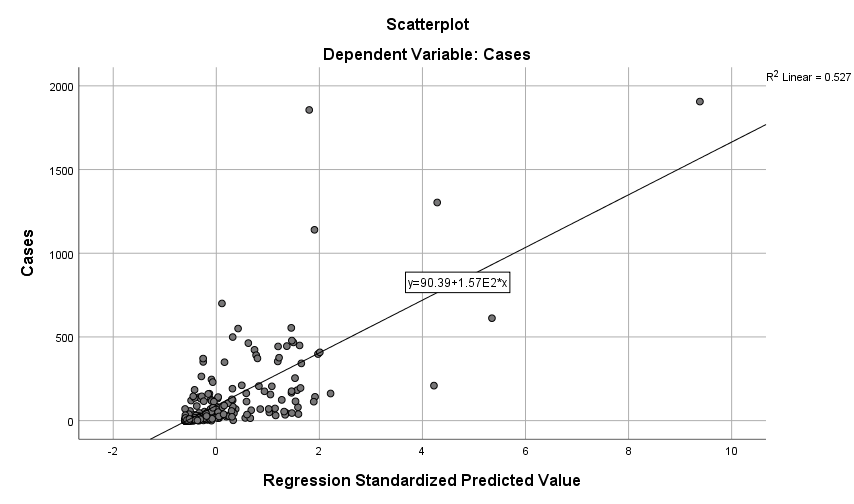 Scatterplot
Dependent Variable: Cases
R2 Linear = 0.527
2000
1500
1000
500
0
Cases
y=90.39+1.57E2*x
-2 0 2 4 6 8 10
Regression Standardized Predicted Value